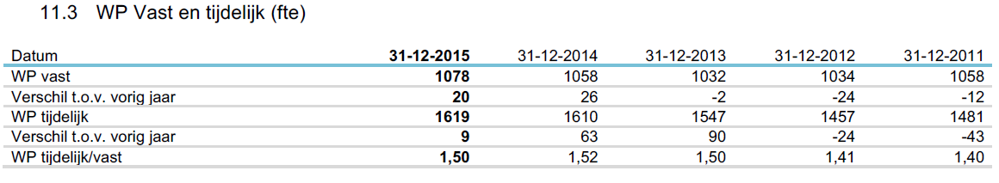 11.3 WP Vast en tijdelijk (fte)
Datum 31-12-2015 31-12-2014 31-12-2013 31-12-2012 31-12-2011
WP vast 1078 1058 1032 1034 1058
Verschil t.o.v. vorig jaar 20 26 -2 -24 -12
WP tijdelijk 1619 1610 1547 1457 1481
Verschil t.o.v. vorig jaar 9 63 90 -24 -43
WP tijdelijk/vast 1,50 1,52 1,50 1,41 1,40